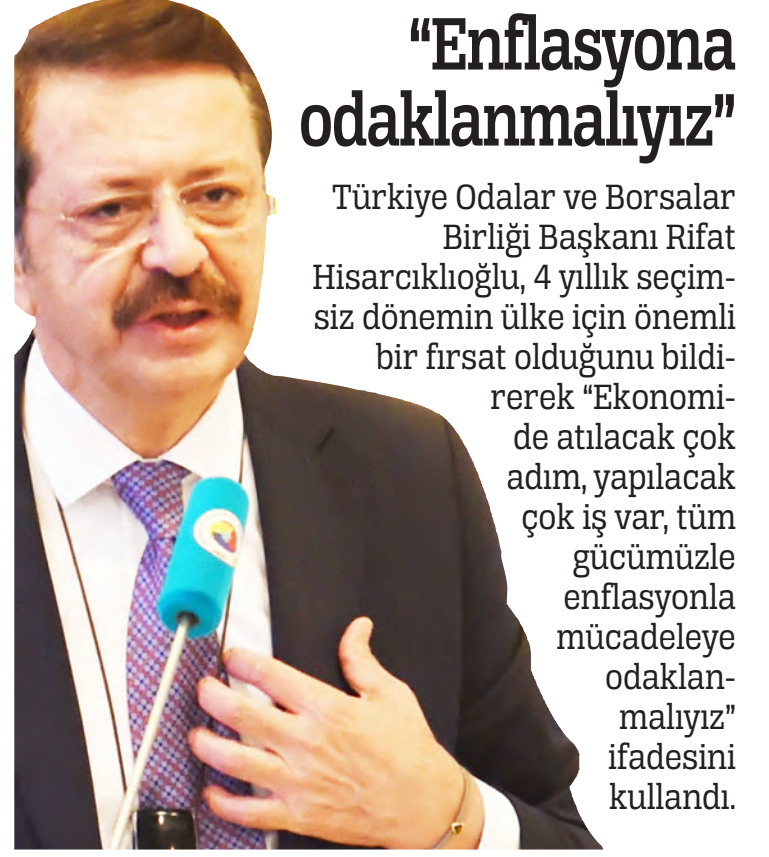 “Enflasyona
odaklanmalıyız”
Türkiye Odalar ve Borsalar
Birliği Başkanı Rifat
Hisarcıklıoğlu, 4 yıllık seçim-
siz dönemin ülke için önemli
bir fırsat olduğunu bildi-
rerek “Ekonomi-
de atılacak çok
adım, yapılacak
çok iş var, tüm
gücümüzle
enflasyonla
mücadeleye
odaklan-
malıyız”
ifadesini
kullandı.